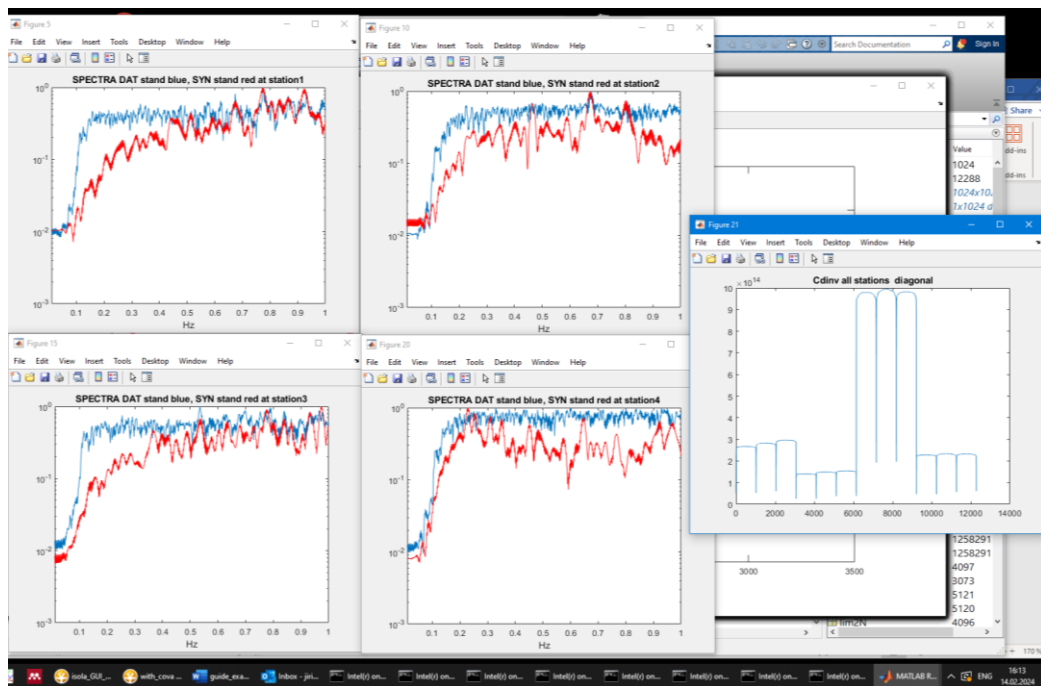 Figure 5
File Edit View Insert Tools Desktop Window Help
SPECTRA DAT stand blue, SYN stand red at station1
10^0
10^-1
10^-2
10^-3
0.1 0.2 0.3 0.4 0.5 0.6 0.7 0.8 0.9 1
Hz
Figure 10
File Edit View Insert Tools Desktop Window Help
SPECTRA DAT stand blue, SYN stand red at station2
10^0
10^-1
10^-2
10^-3
0.1 0.2 0.3 0.4 0.5 0.6 0.7 0.8 0.9 1
Hz
Search Documentation
Sign In
Share
dd-ins
dd-ins
Value
1024
12288
1024x102
1x1024 d
Figure 21
File Edit View Insert Tools Desktop Window Help
Cdinv all stations diagonal
×10^14
10
9
8
7
6
5
4
3
2
1
0
0 2000 4000 6000 8000 10000 12000 14000
Figure 15
File Edit View Insert Tools Desktop Window Help
SPECTRA DAT stand blue, SYN stand red at station3
10^0
10^-1
10^-2
10^-3
0.1 0.2 0.3 0.4 0.5 0.6 0.7 0.8 0.9 1
Hz
Figure 20
File Edit View Insert Tools Desktop Window Help
SPECTRA DAT stand blue, SYN stand red at station4
10^0
10^-1
10^-2
10^-3
0.1 0.2 0.3 0.4 0.5 0.6 0.7 0.8 0.9 1
Hz
3000 3500
1258291
1258291
4097
3073
5121
5120
lim2N 4096
170 %
isola_GUI_... with_cova ... guide_exa... Inbox - jiri... Intel(r) on... Intel(r) on... Intel(r) on... Intel(r) on... Intel(r) on... Intel(r) on... Intel(r) on... Intel(r) on... MATLAB R... ENG 16:13
14.02.2024